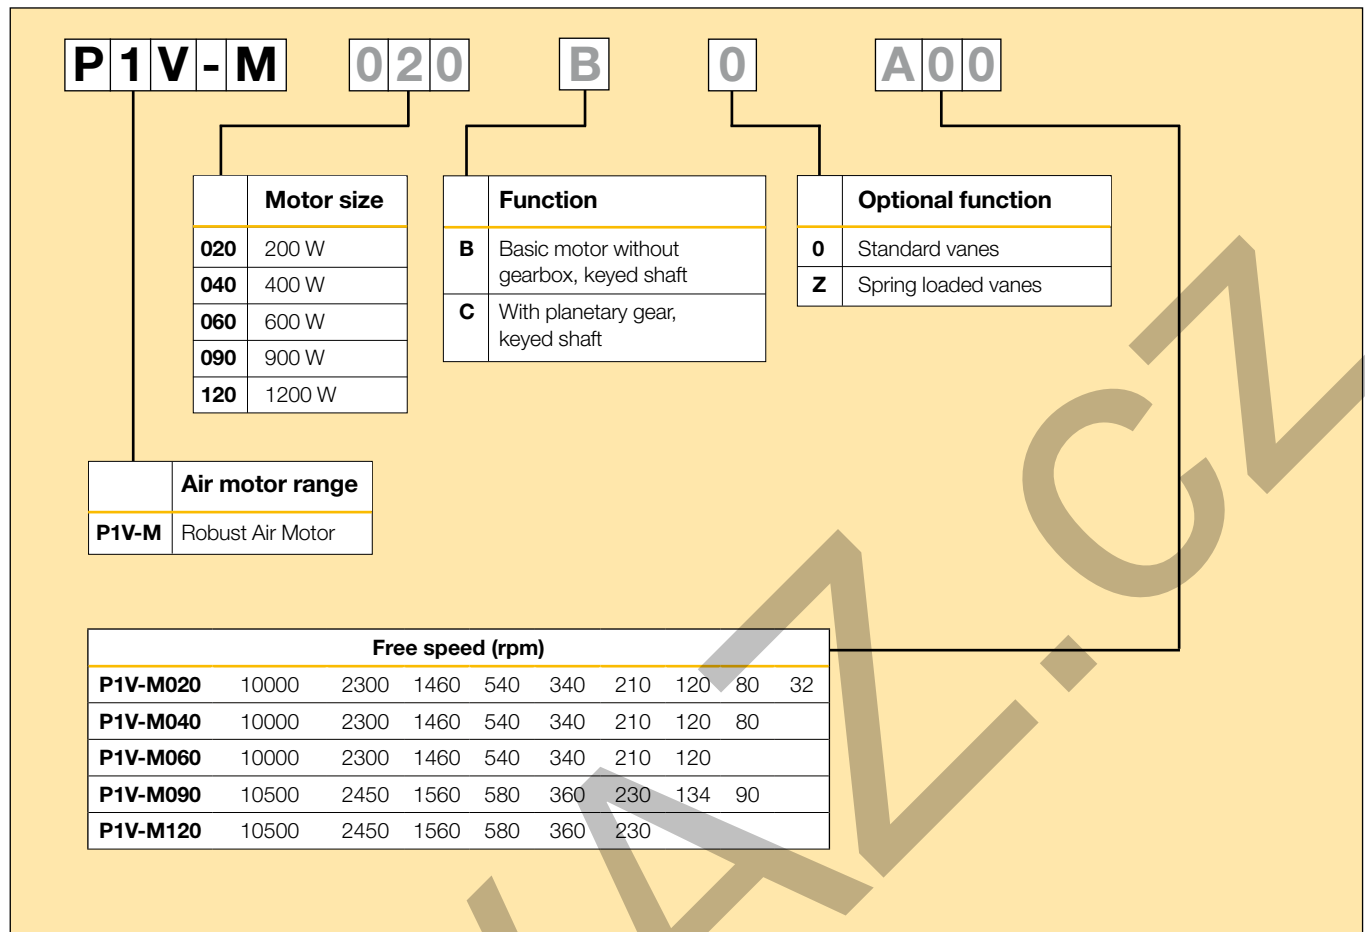 P1V-M 020 B 0 A00
Motor size
020 200 W
040 400 W
060 600 W
090 900 W
120 1200 W
Function
B Basic motor without
gearbox, keyed shaft
C With planetary gear,
keyed shaft
Optional function
0 Standard vanes
Z Spring loaded vanes
Air motor range
P1V-M Robust Air Motor
Free speed (rpm)
P1V-M020 10000 2300 1460 540 340 210 120 80 32
P1V-M040 10000 2300 1460 540 340 210 120 80
P1V-M060 10000 2300 1460 540 340 210 120
P1V-M090 10500 2450 1560 580 360 230 134 90
P1V-M120 10500 2450 1560 580 360 230
AZ.CZ